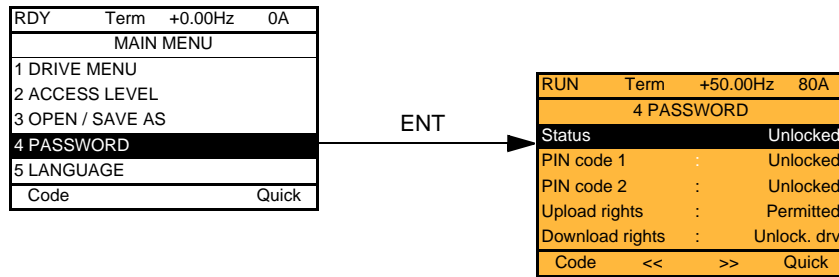 RDY Term +0.00Hz 0A
MAIN MENU
1 DRIVE MENU
2 ACCESS LEVEL
3 OPEN / SAVE AS
4 PASSWORD
5 LANGUAGE
Code Quick
ENT
RUN Term +50.00Hz 80A
4 PASSWORD
Status Unlocked
PIN code 1 : Unlocked
PIN code 2 : Unlocked
Upload rights : Permitted
Download rights : Unlock. drv
Code << >> Quick